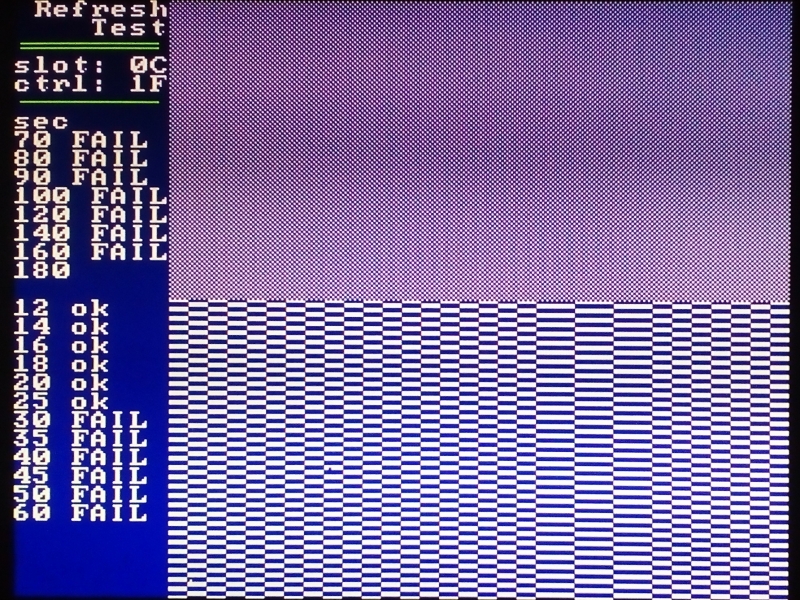 Refresh
Test
slot: 0C
ctrl: 1F
sec
70 FAIL
80 FAIL
90 FAIL
100 FAIL
120 FAIL
140 FAIL
160 FAIL
180
12 ok
14 ok
16 ok
18 ok
20 ok
25 ok
30 FAIL
35 FAIL
40 FAIL
45 FAIL
50 FAIL
60 FAIL